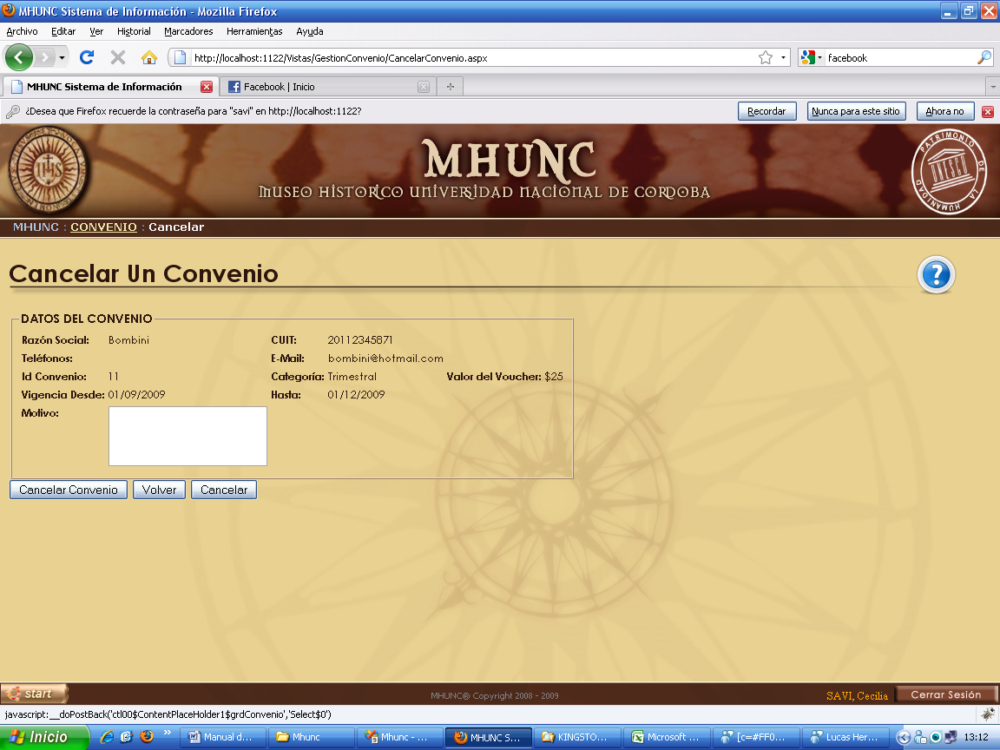 MHUNC Sistema de Información - Mozilla Firefox
Archivo Editar Ver Historial Marcadores Herramientas Ayuda
http://localhost:1122/Vistas/GestionConvenio/CancelarConvenio.aspx facebook
MHUNC Sistema de Información Facebook | Inicio
¿Desea que Firefox recuerde la contraseña para "savi" en http://localhost:1122? Recordar Nunca para este sitio Ahora no
MHUNC
MUSEO HISTORICO UNIVERSIDAD NACIONAL DE CORDOBA
PATRIMONIO DE LA HUMANIDAD
UNESCO
IHS
MHUNC : CONVENIO : Cancelar
Cancelar Un Convenio
?
DATOS DEL CONVENIO
Razón Social: Bombini CUIT: 20112345871
Teléfonos: E-Mail: bombini@hotmail.com
Id Convenio: 11 Categoría: Trimestral Valor del Voucher: $25
Vigencia Desde: 01/09/2009 Hasta: 01/12/2009
Motivo:
Cancelar Convenio Volver Cancelar
start MHUNC® Copyright 2008 - 2009 SAVI, Cecilia Cerrar Sesión
javascript:__doPostBack('ctl00$ContentPlaceHolder1$grdConvenio','Select$0')
Inicio Manual d... Mhunc Mhunc - ... MHUNC S... KINGSTO... Microsoft ... [c=#FF0... Lucas Her... 13:12